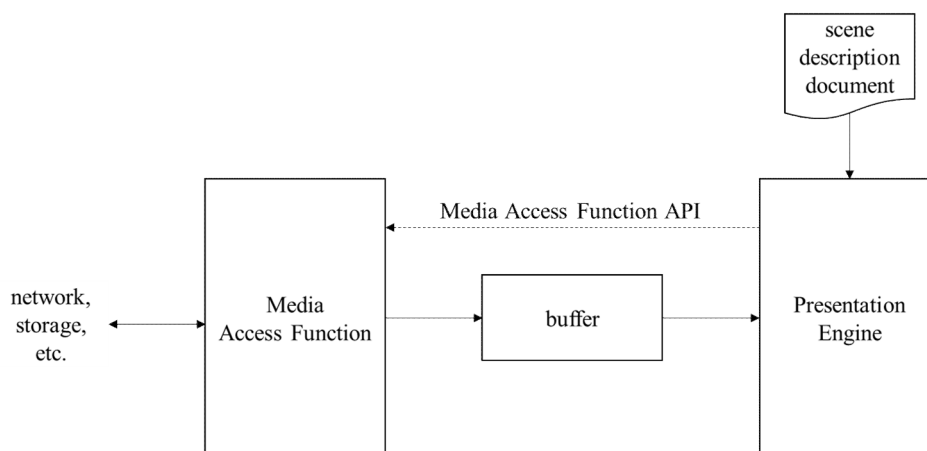 scene
description
document
Media Access Function API
network,
storage,
etc.
Media
Access Function
buffer
Presentation
Engine